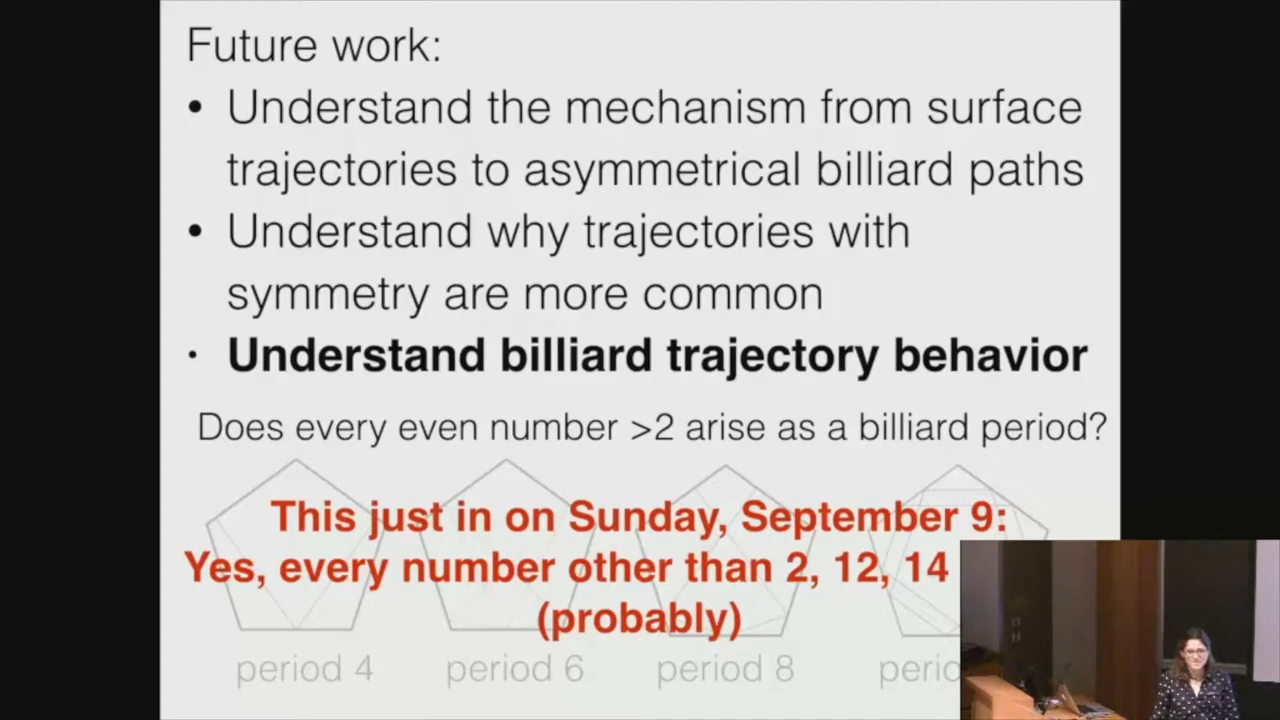 Future work:
• Understand the mechanism from surface
trajectories to asymmetrical billiard paths
• Understand why trajectories with
symmetry are more common
• Understand billiard trajectory behavior
Does every even number >2 arise as a billiard period?
This just in on Sunday, September 9:
Yes, every number other than 2, 12, 14
(probably)
period 4 period 6 period 8